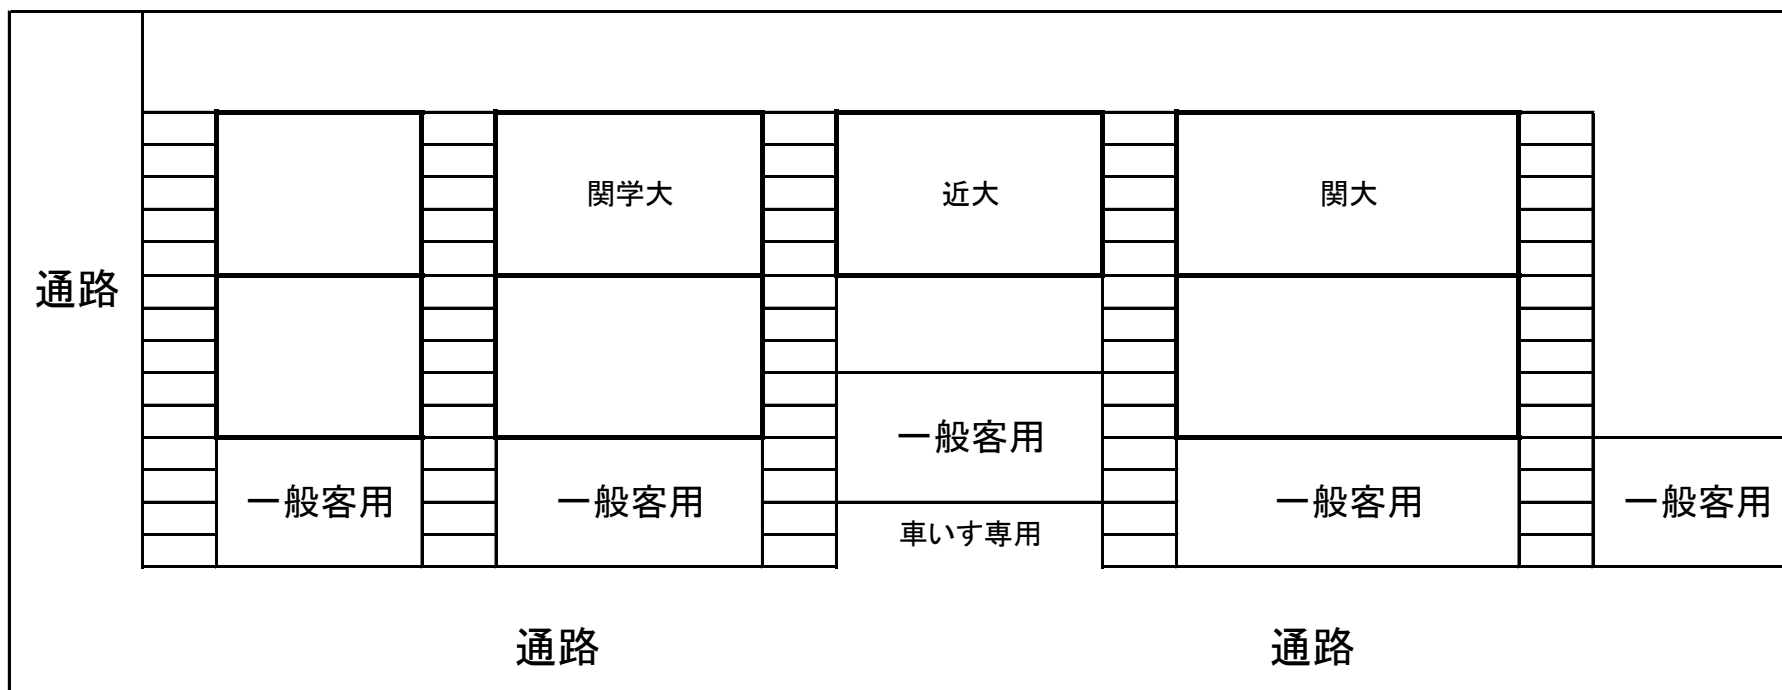 関学大
近大
関大
通路
一般客用
一般客用
一般客用
一般客用
一般客用
車いす専用
通路
通路